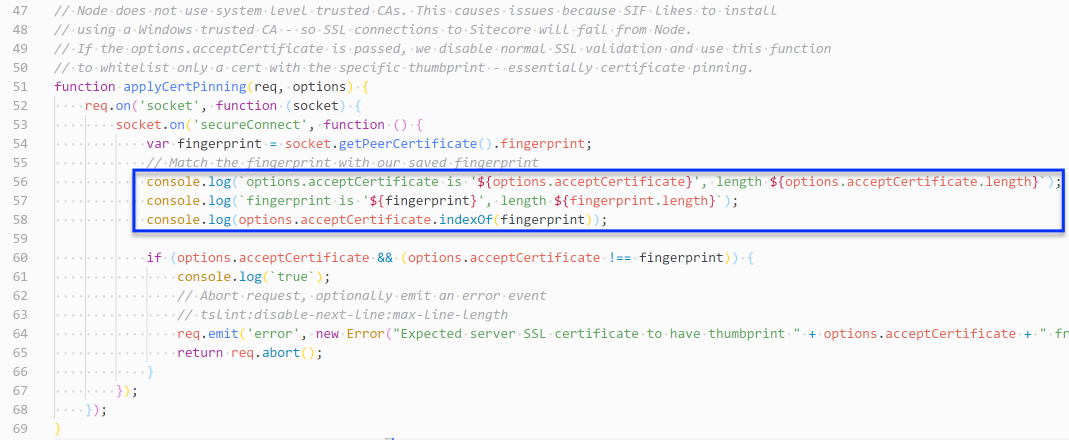 47 // Node does not use system level trusted CAs. This causes issues because SIF likes to install
48 // using a Windows trusted CA - so SSL connections to Sitecore will fail from Node.
49 // If the options.acceptCertificate is passed, we disable normal SSL validation and use this function
50 // to whitelist only a cert with the specific thumbprint - essentially certificate pinning.
51 function applyCertPinning(req, options) {
52 req.on('socket', function (socket) {
53 socket.on('secureConnect', function () {
54 var fingerprint = socket.getPeerCertificate().fingerprint;
55 // Match the fingerprint with our saved fingerprint
56 console.log(`options.acceptCertificate is '${options.acceptCertificate}', length ${options.acceptCertificate.length}`);
57 console.log(`fingerprint is '${fingerprint}', length ${fingerprint.length}`);
58 console.log(options.acceptCertificate.indexOf(fingerprint));
59
60 if (options.acceptCertificate && (options.acceptCertificate !== fingerprint)) {
61 console.log(`true`);
62 // Abort request, optionally emit an error event
63 // tslint:disable-next-line:max-line-length
64 req.emit('error', new Error("Expected server SSL certificate to have thumbprint " + options.acceptCertificate + " fr
65 return req.abort();
66 }
67 });
68 });
69 }